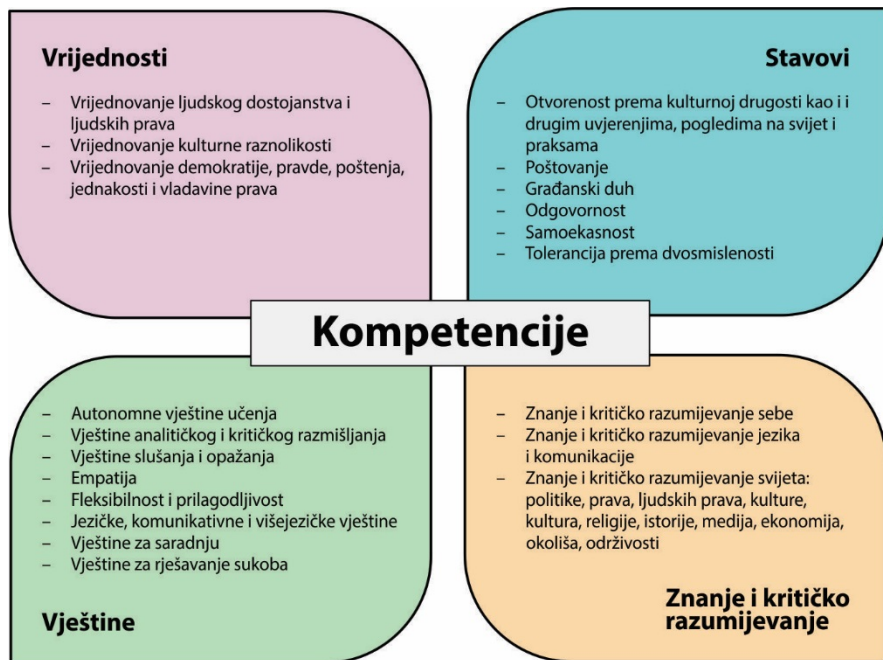 Vrijednosti
– Vrijednovanje ljudskog dostojanstva i
ljudskih prava
– Vrijednovanje kulturne raznolikosti
– Vrijednovanje demokratije, pravde, poštenja,
jednakosti i vladavine prava
Stavovi
– Otvorenost prema kulturnoj drugosti kao i i
drugim uvjerenjima, pogledima na svijet i
praksama
– Poštovanje
– Građanski duh
– Odgovornost
– Samoekasnost
– Tolerancija prema dvosmislenosti
Kompetencije
– Autonomne vještine učenja
– Vještine analitičkog i kritičkog razmišljanja
– Vještine slušanja i opažanja
– Empatija
– Fleksibilnost i prilagodljivost
– Jezičke, komunikativne i višejezičke vještine
– Vještine za saradnju
– Vještine za rješavanje sukoba
Vještine
– Znanje i kritičko razumijevanje sebe
– Znanje i kritičko razumijevanje jezika
i komunikacije
– Znanje i kritičko razumijevanje svijeta:
politike, prava, ljudskih prava, kulture,
kultura, religije, istorije, medija, ekonomija,
okoliša, održivosti
Znanje i kritičko
razumijevanje